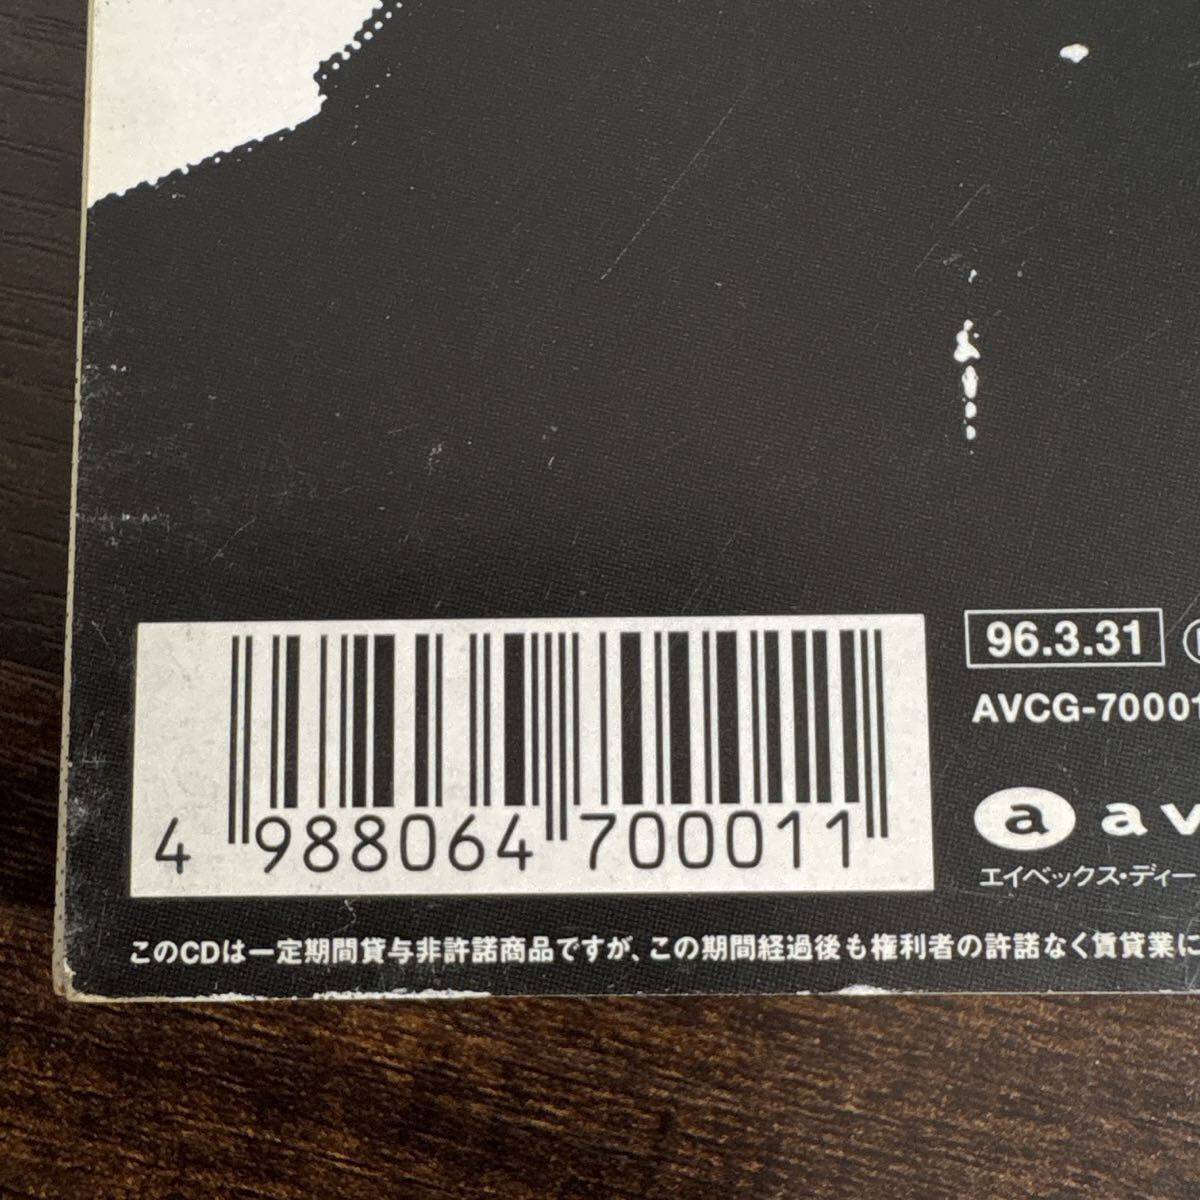 96.3.31
AVCG-70001
a av
エイベックス・ディー
4 988064 700011
このCDは一定期間貸与非許諾商品ですが、この期間経過後も権利者の許諾なく賃貸業に